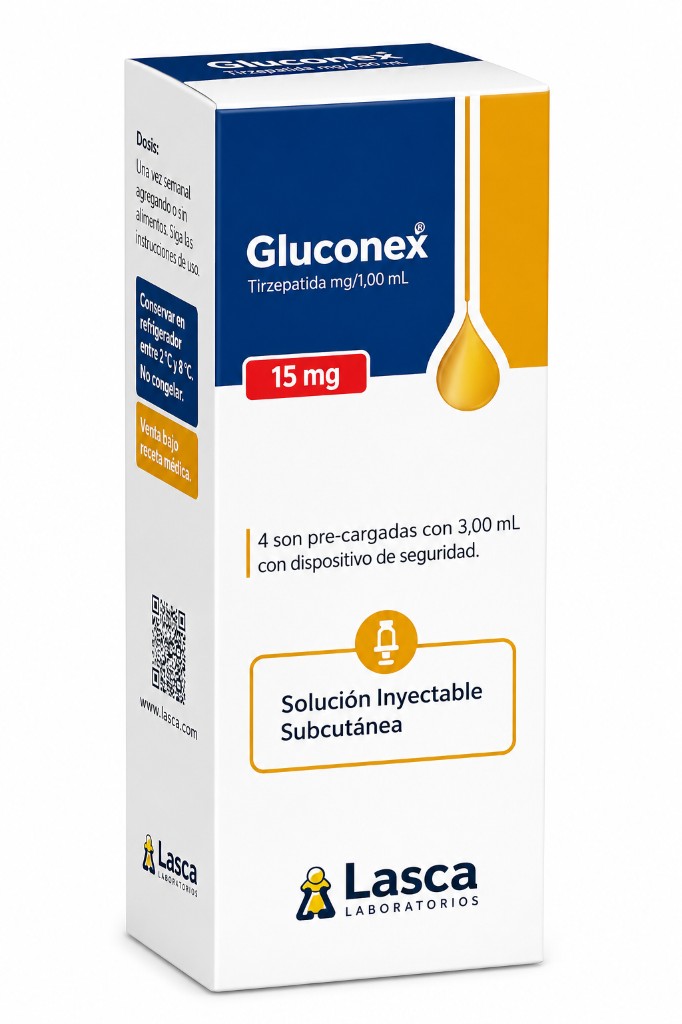 Gluconex
Tirzepatida mg/1,00 mL
Dosis:
Una vez semanal
agregando o sin
alimentos. Siga las
instrucciones de uso.
Conservar en
refrigerador
entre 2 °C y 8 °C.
No congelar.
Venta bajo
receta médica.
www.lasca.com
Lasca
LABORATORIOS
Gluconex®
Tirzepatida mg/1,00 mL
15 mg
4 son pre-cargadas con 3,00 mL
con dispositivo de seguridad.
Solución Inyectable
Subcutánea
Lasca
LABORATORIOS